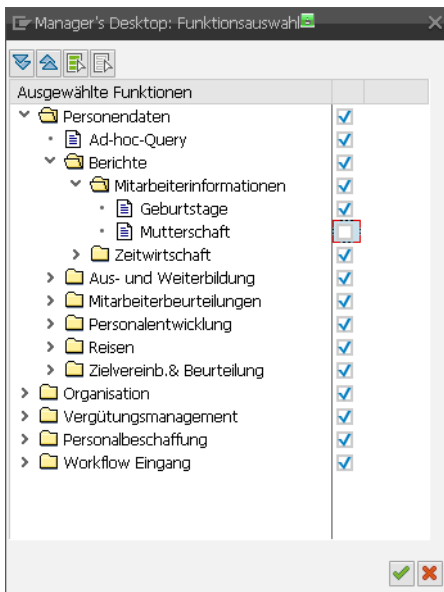 Manager's Desktop: Funktionsauswahl
Ausgewählte Funktionen
Personendaten
Ad-hoc-Query
Berichte
Mitarbeiterinformationen
Geburtstage
Mutterschaft
Zeitwirtschaft
Aus- und Weiterbildung
Mitarbeiterbeurteilungen
Personalentwicklung
Reisen
Zielvereinb.& Beurteilung
Organisation
Vergütungsmanagement
Personalbeschaffung
Workflow Eingang